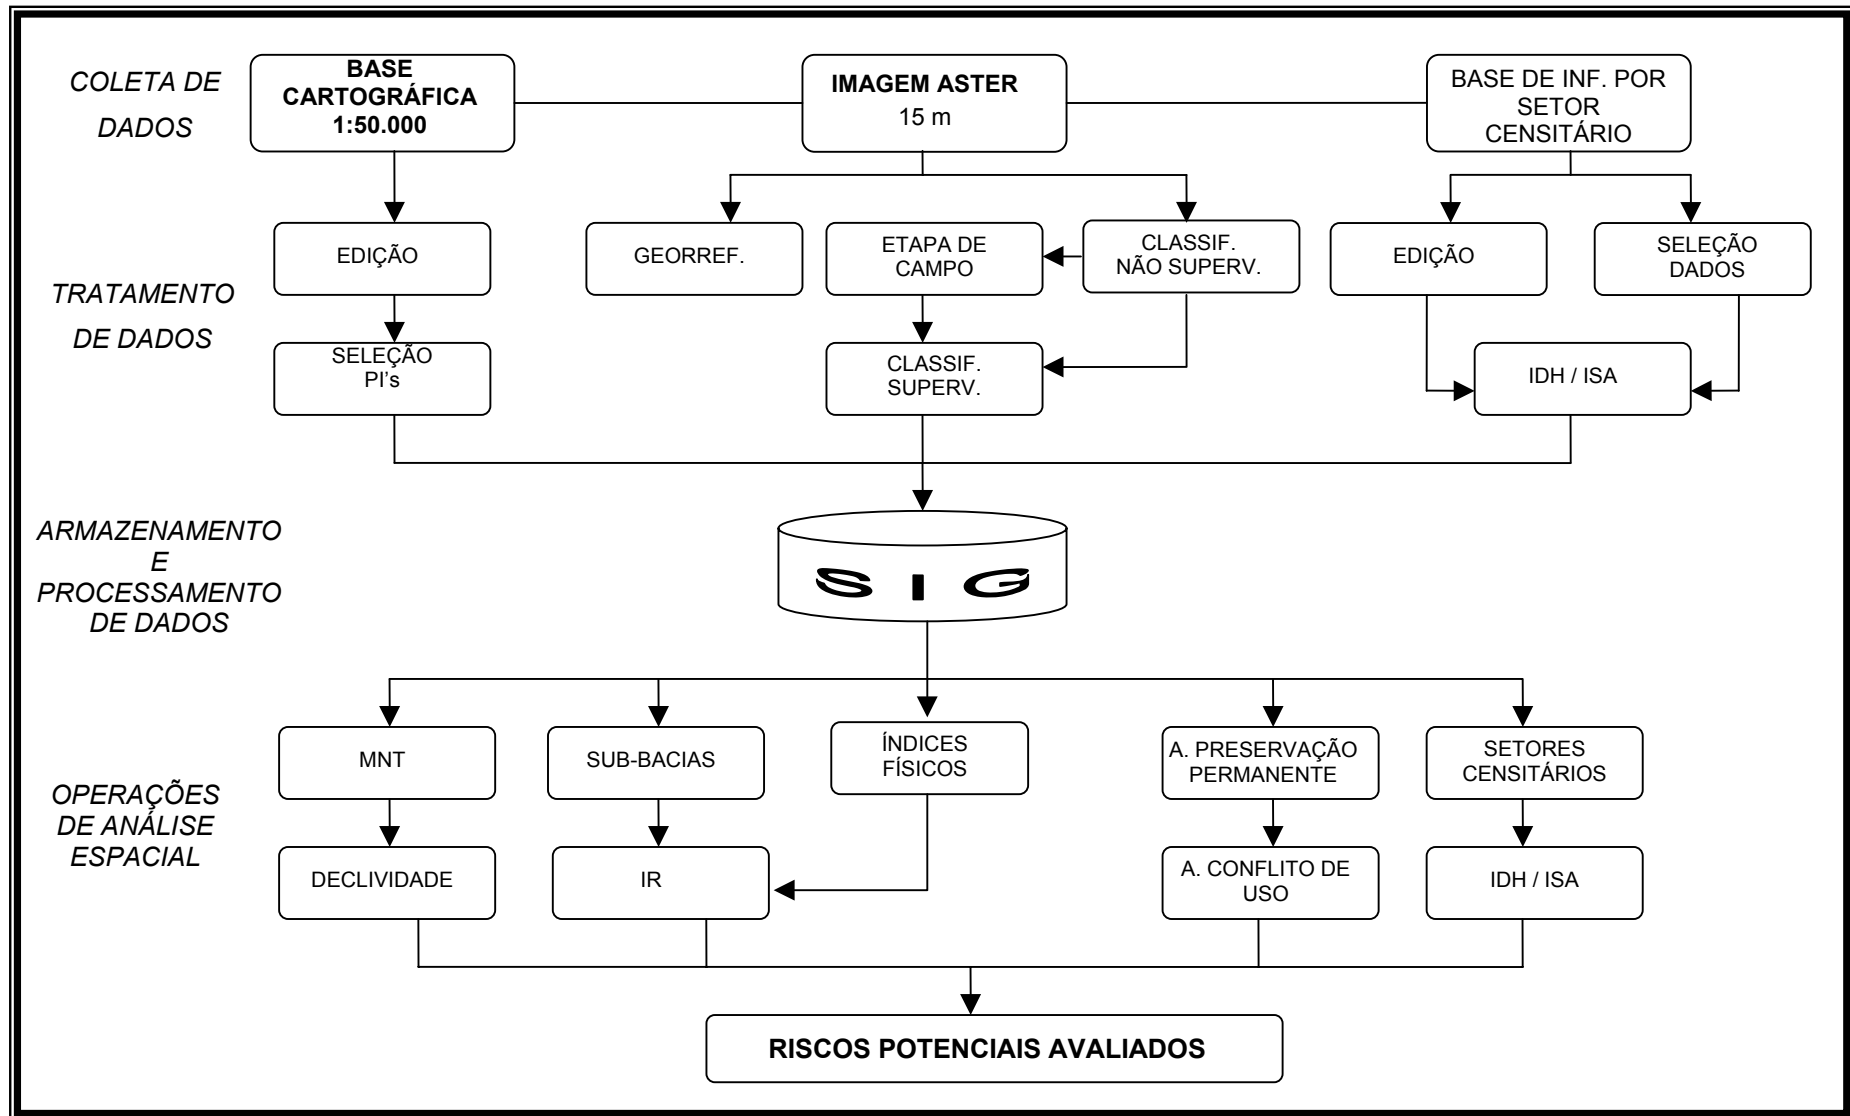 COLETA DE
DADOS
BASE
CARTOGRÁFICA
1:50.000
IMAGEM ASTER
15 m
BASE DE INF. POR
SETOR
CENSITÁRIO
TRATAMENTO
DE DADOS
EDIÇÃO
GEORREF.
ETAPA DE
CAMPO
CLASSIF.
NÃO SUPERV.
EDIÇÃO
SELEÇÃO
DADOS
SELEÇÃO
PI's
CLASSIF.
SUPERV.
IDH / ISA
ARMAZENAMENTO
E
PROCESSAMENTO
DE DADOS
S I G
OPERAÇÕES
DE ANÁLISE
ESPACIAL
MNT
SUB-BACIAS
ÍNDICES
FÍSICOS
A. PRESERVAÇÃO
PERMANENTE
SETORES
CENSITÁRIOS
DECLIVIDADE
IR
A. CONFLITO DE
USO
IDH / ISA
RISCOS POTENCIAIS AVALIADOS